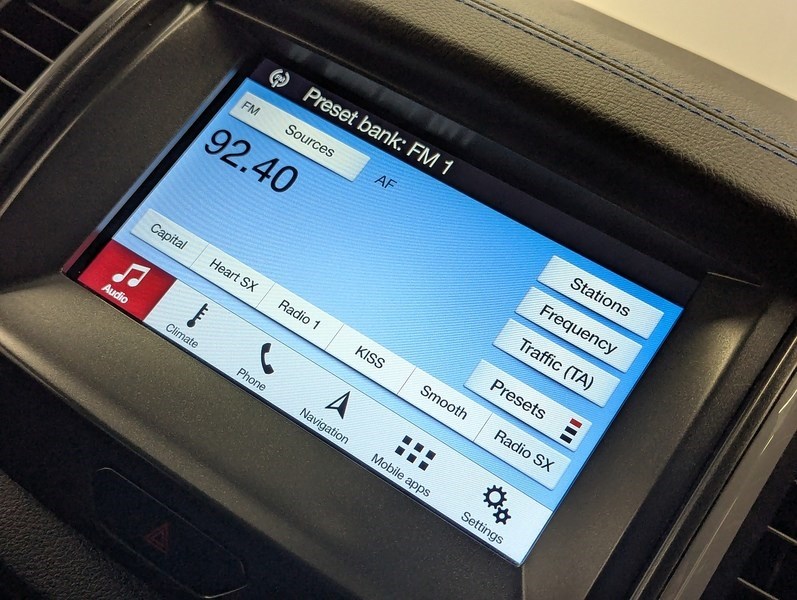 Preset bank: FM 1
FM Sources
92.40
AF
Stations
Frequency
Traffic (TA)
Presets
Capital
Heart SX
Radio 1
KISS
Smooth
Radio SX
Audio
Climate
Phone
Navigation
Mobile apps
Settings